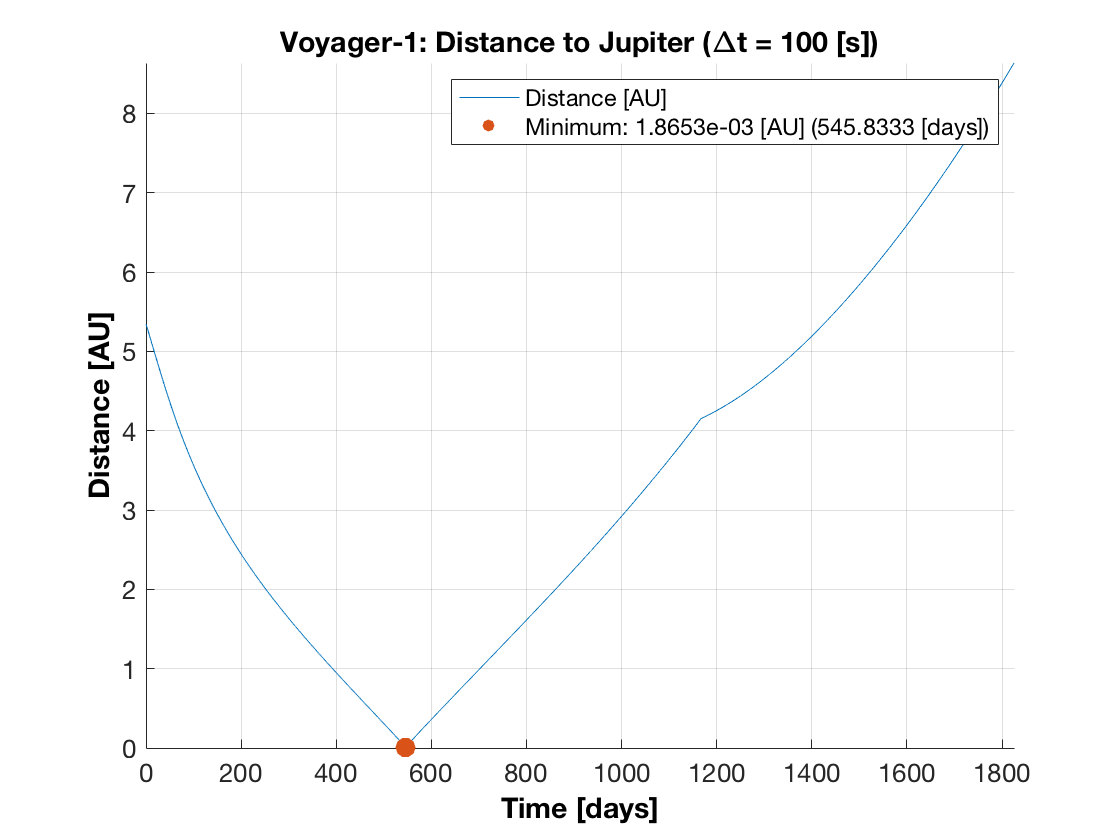 Voyager-1: Distance to Jupiter (Δt = 100 [s])
Distance [AU]
Minimum: 1.8653e-03 [AU] (545.8333 [days])
Distance [AU]
8
7
6
5
4
3
2
1
0
0 200 400 600 800 1000 1200 1400 1600 1800
Time [days]